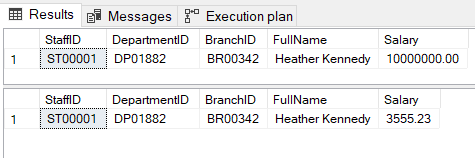 Results Messages Execution plan
StaffID DepartmentID BranchID FullName Salary
1 ST00001 DP01882 BR00342 Heather Kennedy 10000000.00
StaffID DepartmentID BranchID FullName Salary
1 ST00001 DP01882 BR00342 Heather Kennedy 3555.23